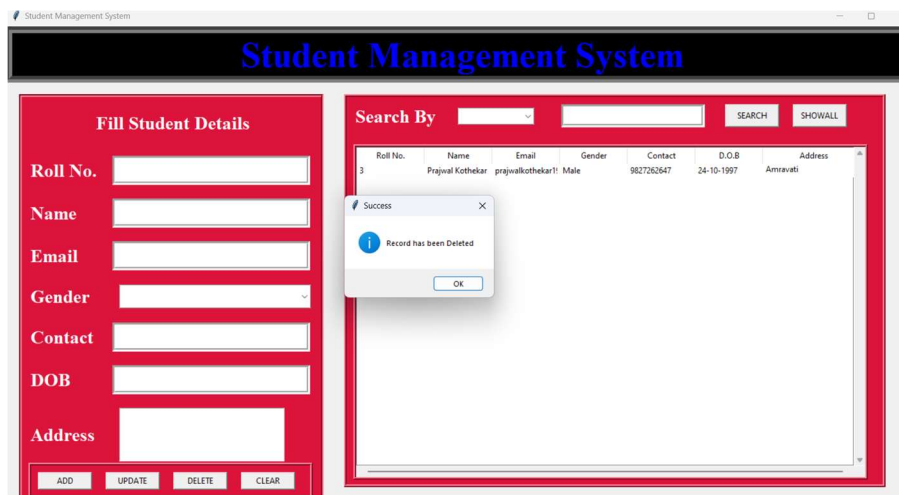 Student Management System
Student Management System
Fill Student Details
Roll No.
Name
Email
Gender
Contact
DOB
Address
ADD UPDATE DELETE CLEAR
Search By SEARCH SHOWALL
Roll No. Name Email Gender Contact D.O.B Address
3 Prajwal Kothekar Male 9827262647 24-10-1997 Amravati
Success
Record has been Deleted
OK